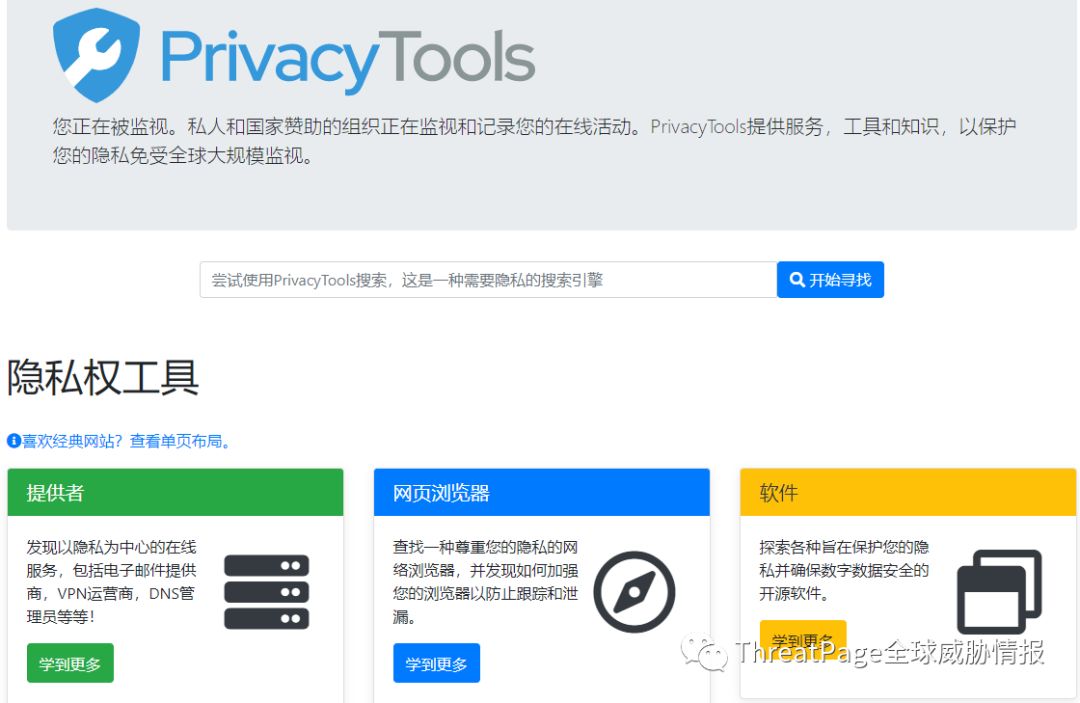 PrivacyTools
您正在被监视。私人和国家赞助的组织正在监视和记录您的在线活动。PrivacyTools提供服务，工具和知识，以保护
您的隐私免受全球大规模监视。
尝试使用PrivacyTools搜索，这是一种需要隐私的搜索引擎
开始寻找
隐私权工具
喜欢经典网站？查看单页布局。
提供者
发现以隐私为中心的在线
服务，包括电子邮件提供
商，VPN运营商，DNS管
理员等等！
学到更多
网页浏览器
查找一种尊重您的隐私的网
络浏览器，并发现如何加强
您的浏览器以防止跟踪和泄
漏。
学到更多
软件
探索各种旨在保护您的隐
私并确保数字数据安全的
开源软件。
学到更多
ThreatPage全球威胁情报